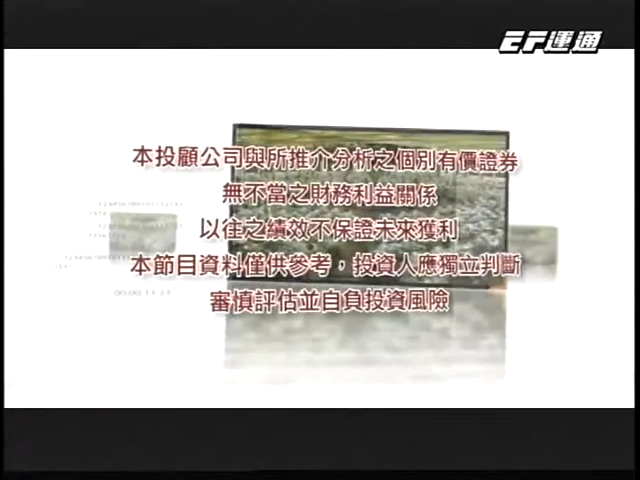 EF運通
本投顧公司與所推介分析之個別有價證券
無不當之財務利益關係
以往之績效不保證未來獲利
本節目資料僅供參考，投資人應獨立判斷
審慎評估並自負投資風險